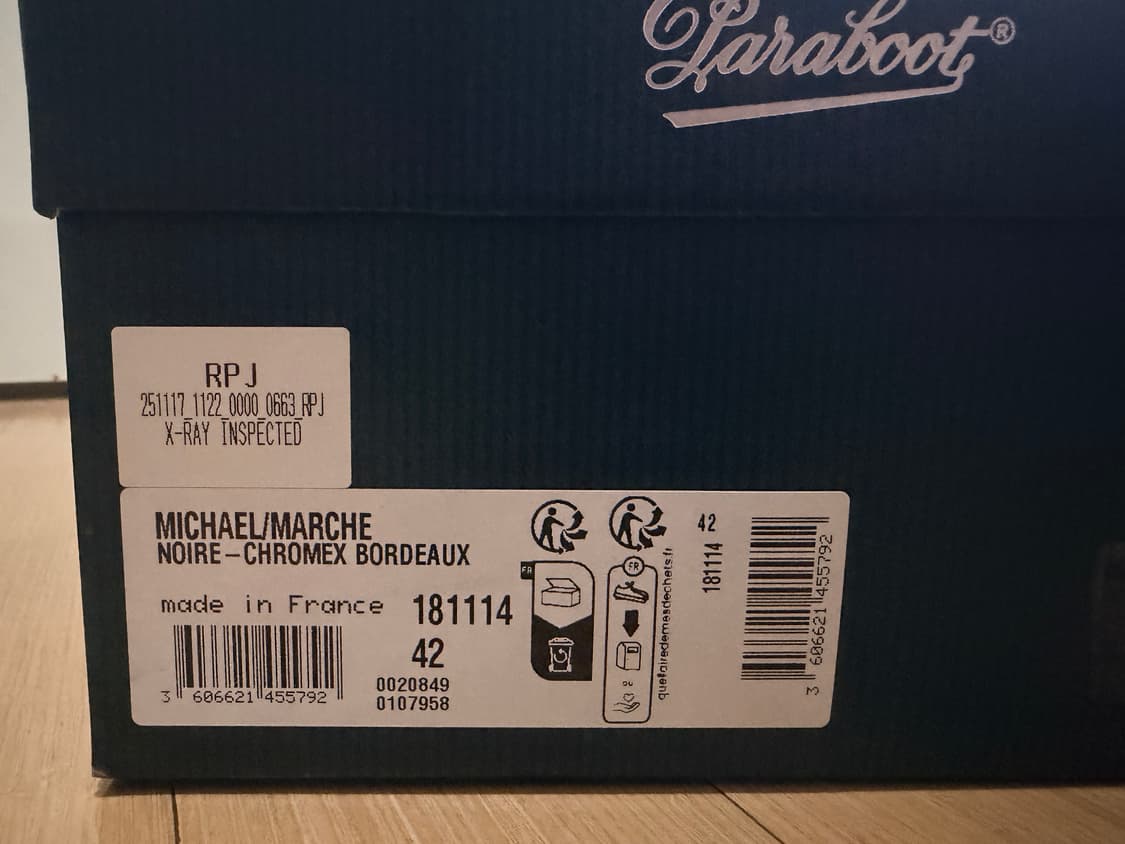 Paraboot®
RPJ
251117_1122_0000_0663_RPJ
X-RAY INSPECTED
MICHAEL/MARCHE
NOIRE-CHROMEX BORDEAUX
made in France 181114
42
0020849
0107958
3 606621 455792
FR
FR
ou
quefairedemesdechets.fr
42
181114
3 606621 455792